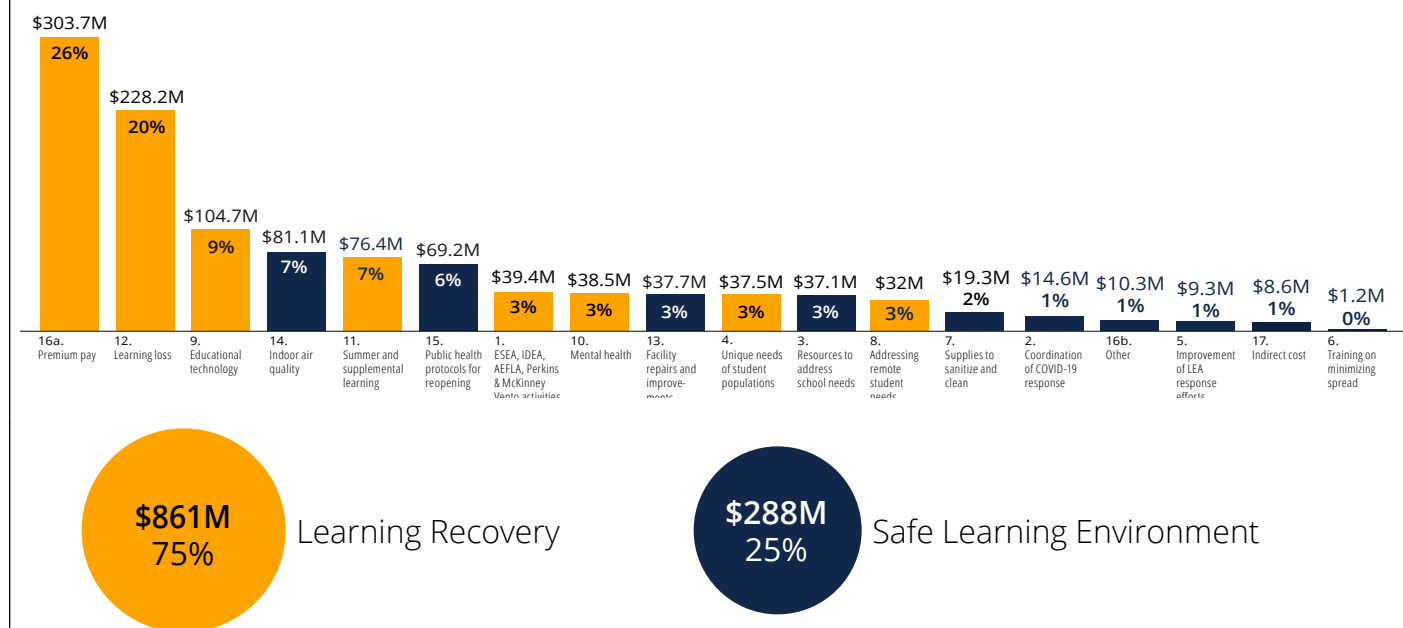 $303.7M
26%
$228.2M
20%
$104.7M
9%
$81.1M
7%
$76.4M
7%
$69.2M
6%
$39.4M
3%
$38.5M
3%
$37.7M
3%
$37.5M
3%
$37.1M
3%
$32M
3%
$19.3M
2%
$14.6M
1%
$10.3M
1%
$9.3M
1%
$8.6M
1%
$1.2M
0%
16a.
Premium pay
12.
Learning loss
9.
Educational
technology
14.
Indoor air
quality
11.
Summer and
supplemental
learning
15.
Public health
protocols for
reopening
1.
ESEA, IDEA,
AEFLA, Perkins
& McKinney
Vento activities
10.
Mental health
13.
Facility
repairs and
improve-
ments
4.
Unique needs
of student
populations
3.
Resources to
address
school needs
8.
Addressing
remote
student
needs
7.
Supplies to
sanitize and
clean
2.
Coordination
of COVID-19
response
16b.
Other
5.
Improvement
of LEA
response
efforts
17.
Indirect cost
6.
Training on
minimizing
spread
$861M
75%
Learning Recovery
$288M
25%
Safe Learning Environment